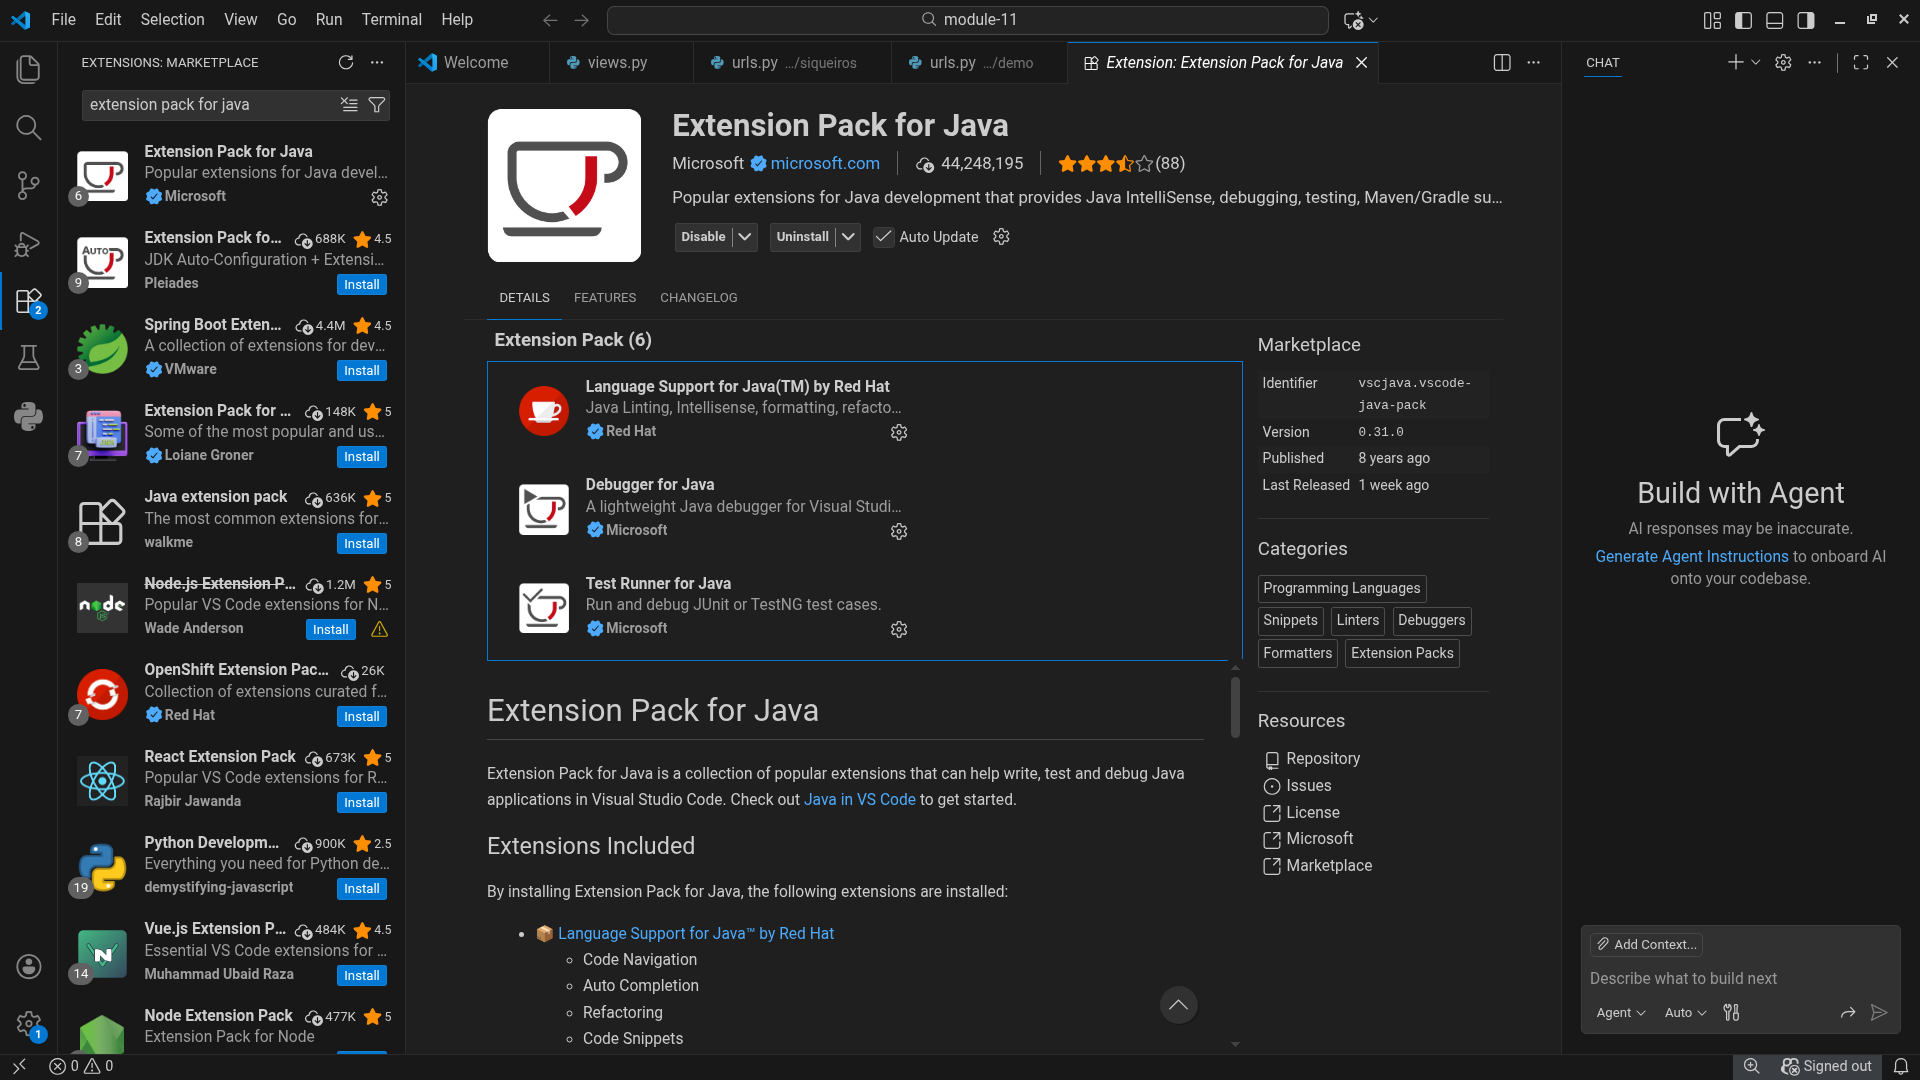 File Edit Selection View Go Run Terminal Help
module-11
EXTENSIONS: MARKETPLACE
extension pack for java
Extension Pack for Java
Popular extensions for Java devel...
6
Microsoft
Extension Pack fo... 688K 4.5
AUTO
JDK Auto-Configuration + Extensi...
9
Pleiades
Install
Spring Boot Exten... 4.4M 4.5
A collection of extensions for dev...
3
VMware
Install
Extension Pack for ... 148K 5
Some of the most popular and us...
7
Loiane Groner
Install
Java extension pack 636K 5
The most common extensions for...
8
walkme
Install
Node.js Extension P... 1.2M 5
node
Popular VS Code extensions for N...
Wade Anderson
Install
OpenShift Extension Pac... 26K
Collection of extensions curated f...
7
Red Hat
Install
React Extension Pack 673K 5
Popular VS Code extensions for R...
Rajbir Jawanda
Install
Python Developm... 900K 2.5
Everything you need for Python de...
19
demystifying-javascript
Install
Vue.js Extension P... 484K 4.5
N
Essential VS Code extensions for ...
14
Muhammad Ubaid Raza
Install
Node Extension Pack 477K 5
Extension Pack for Node
2
1
Welcome
views.py
urls.py .../siqueiros
urls.py .../demo
Extension: Extension Pack for Java
Extension Pack for Java
Microsoft microsoft.com 44,248,195 (88)
Popular extensions for Java development that provides Java IntelliSense, debugging, testing, Maven/Gradle su...
Disable Uninstall Auto Update
DETAILS FEATURES CHANGELOG
Extension Pack (6)
Language Support for Java(TM) by Red Hat
Java Linting, Intellisense, formatting, refacto...
Red Hat
Debugger for Java
A lightweight Java debugger for Visual Studi...
Microsoft
Test Runner for Java
Run and debug JUnit or TestNG test cases.
Microsoft
Extension Pack for Java
Extension Pack for Java is a collection of popular extensions that can help write, test and debug Java
applications in Visual Studio Code. Check out Java in VS Code to get started.
Extensions Included
By installing Extension Pack for Java, the following extensions are installed:
• 📦 Language Support for Java™ by Red Hat
◦ Code Navigation
◦ Auto Completion
◦ Refactoring
◦ Code Snippets
Marketplace
Identifier vscjava.vscode-
java-pack
Version 0.31.0
Published 8 years ago
Last Released 1 week ago
Categories
Programming Languages
Snippets Linters Debuggers
Formatters Extension Packs
Resources
Repository
Issues
License
Microsoft
Marketplace
CHAT
Build with Agent
AI responses may be inaccurate.
Generate Agent Instructions to onboard AI
onto your codebase.
Add Context...
Describe what to build next
Agent Auto
0 0
Signed out